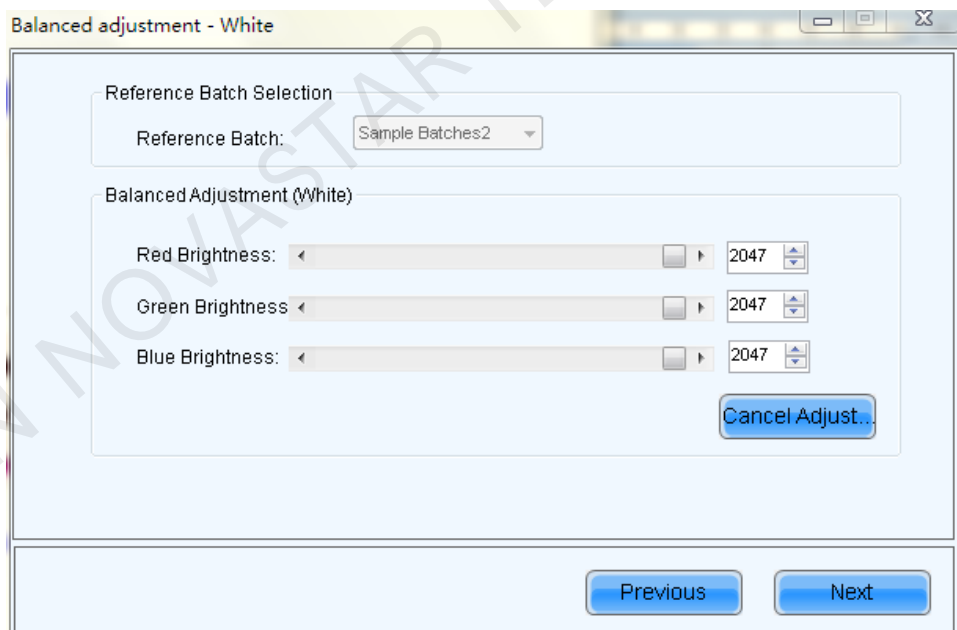 Balanced adjustment - White
Reference Batch Selection
Reference Batch:
Sample Batches2
Balanced Adjustment (White)
Red Brightness:
2047
Green Brightness
2047
Blue Brightness:
2047
Cancel Adjust...
Previous
Next
NOVASTAR